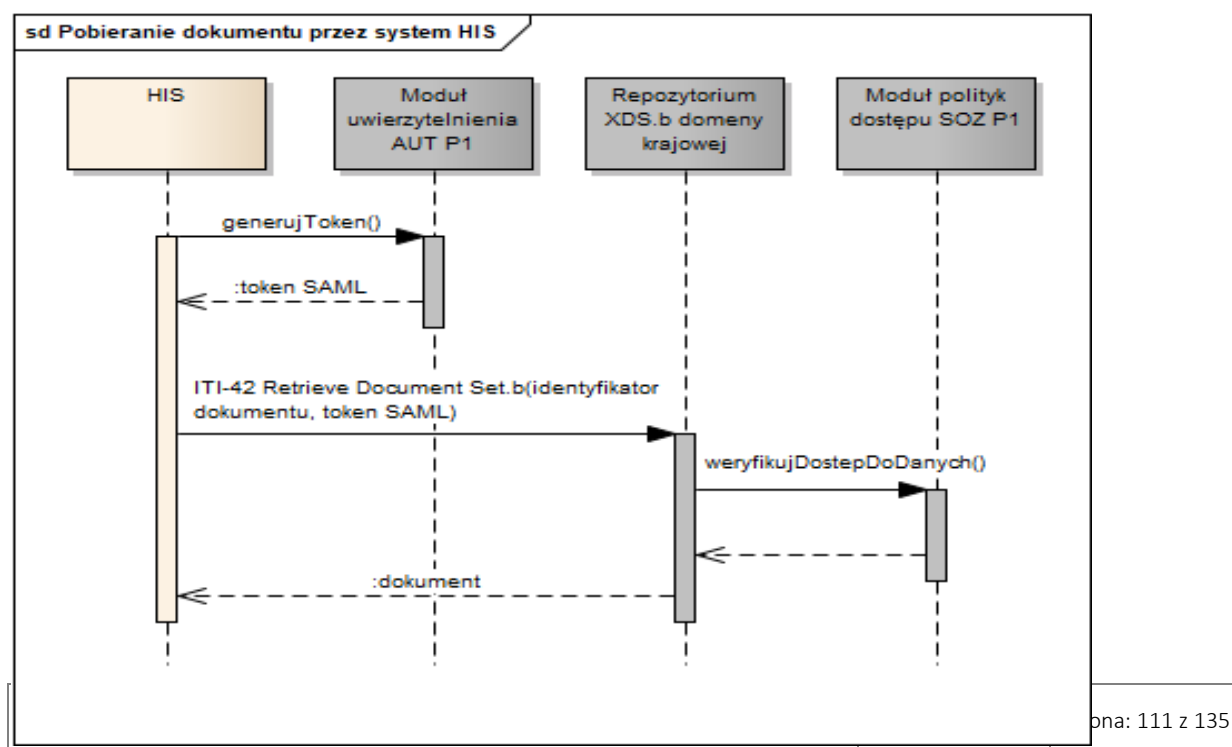 sd Pobieranie dokumentu przez system HIS
HIS
Moduł
uwierzytelnienia
AUT P1
Repozytorium
XDS.b domeny
krajowej
Moduł polityk
dostępu SOZ P1
generujToken()
:token SAML
ITI-42 Retrieve Document Set.b(identyfikator
dokumentu, token SAML)
weryfikujDostepDoDanych()
:dokument
ona: 111 z 135